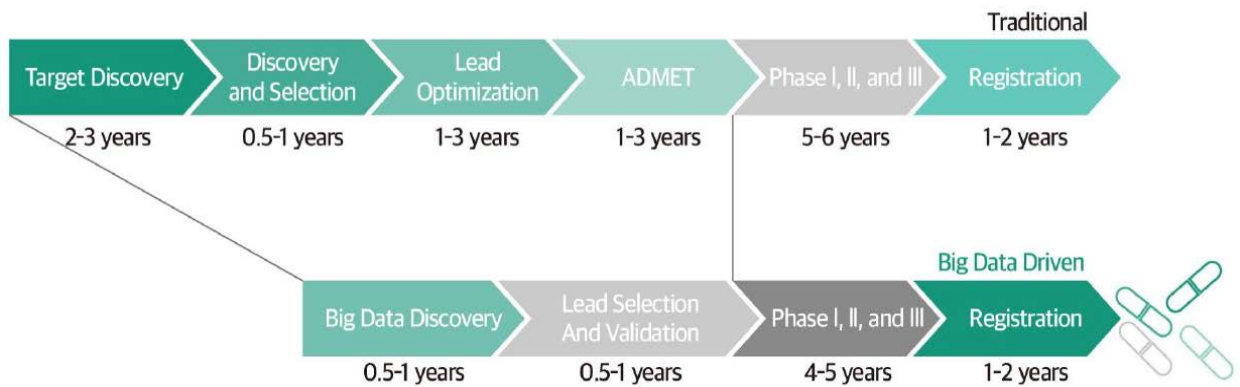 Traditional
Target Discovery
Discovery
and Selection
Lead
Optimization
ADMET
Phase I, II, and III
Registration
2-3 years
0.5-1 years
1-3 years
1-3 years
5-6 years
1-2 years
Big Data Driven
Big Data Discovery
Lead Selection
And Validation
Phase I, II, and III
Registration
0.5-1 years
0.5-1 years
4-5 years
1-2 years